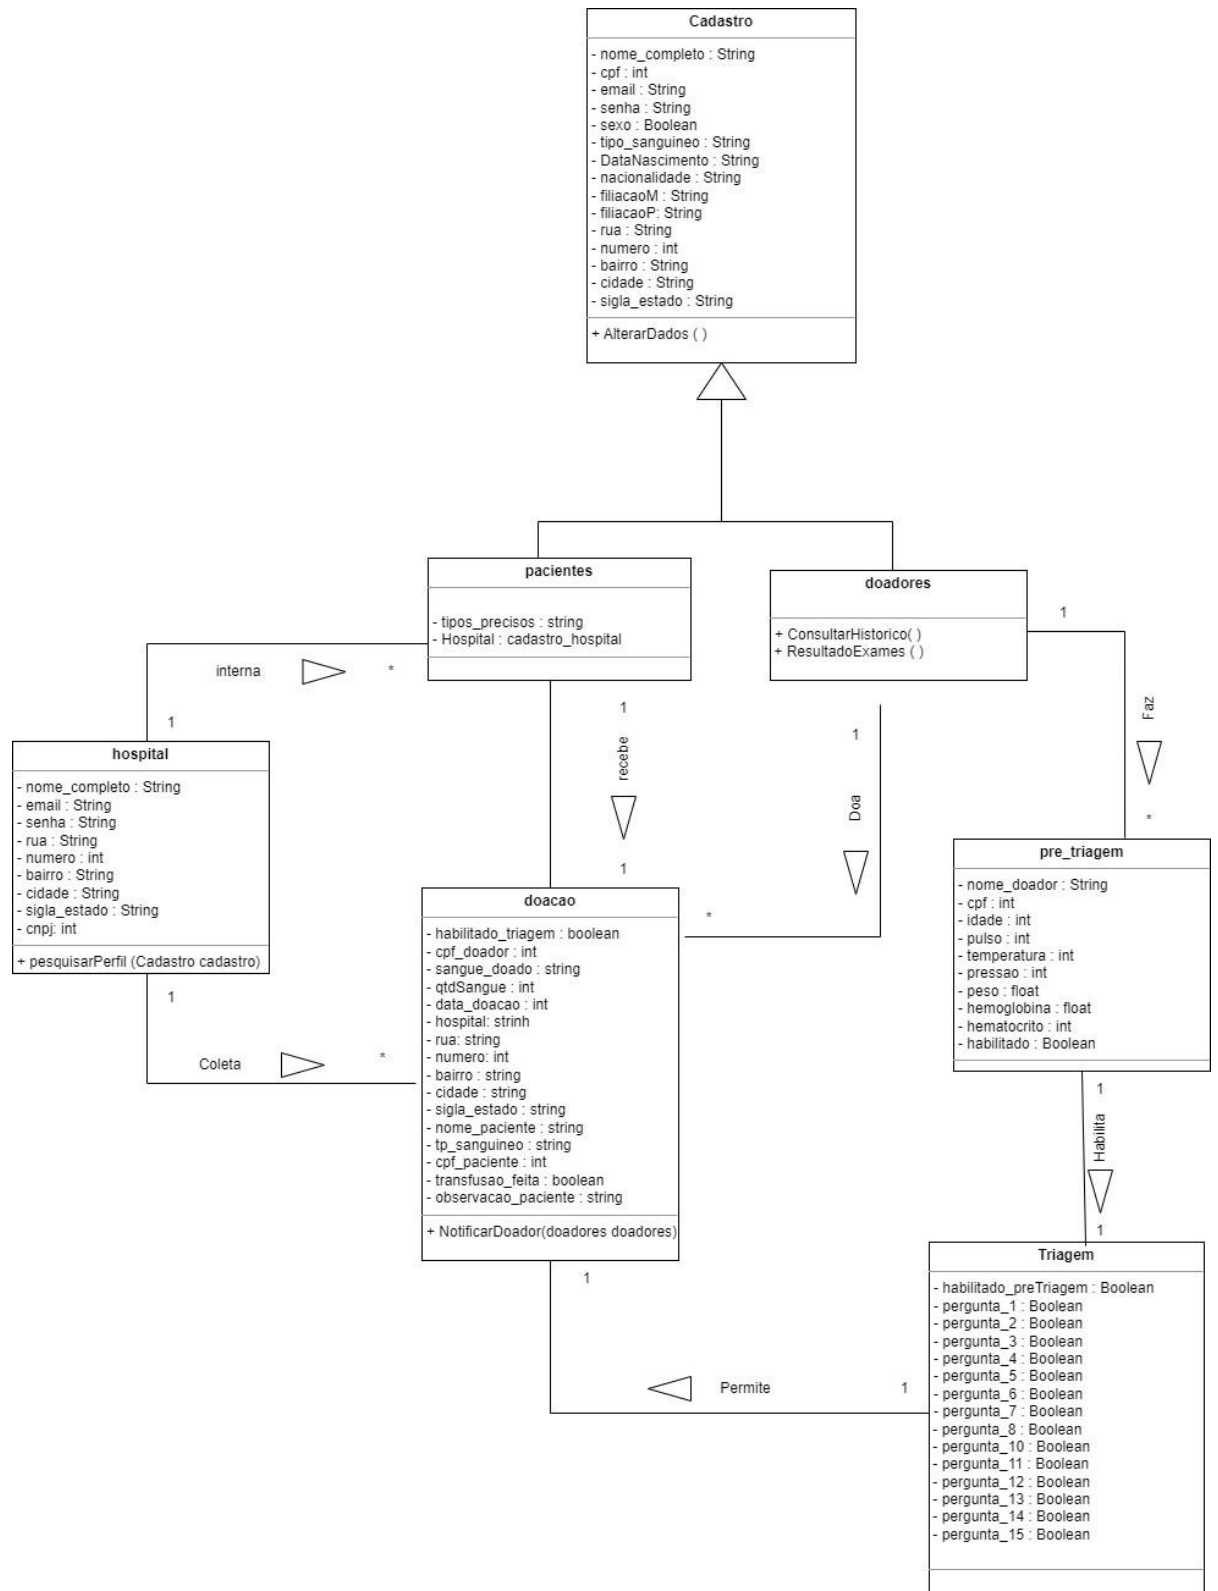 Cadastro
- nome_completo : String
- cpf : int
- email : String
- senha : String
- sexo : Boolean
- tipo_sanguineo : String
- DataNascimento : String
- nacionalidade : String
- filiacaoM : String
- filiacaoP: String
- rua : String
- numero : int
- bairro : String
- cidade : String
- sigla_estado : String
+ AlterarDados ( )
pacientes
- tipos_precisos : string
- Hospital : cadastro_hospital
doadores
+ ConsultarHistorico( )
+ ResultadoExames ( )
1
interna
*
1
1
recebe
1
1
Doa
*
Faz
*
hospital
- nome_completo : String
- email : String
- senha : String
- rua : String
- numero : int
- bairro : String
- cidade : String
- sigla_estado : String
- cnpj: int
+ pesquisarPerfil (Cadastro cadastro)
1
Coleta
*
doacao
- habilitado_triagem : boolean
- cpf_doador : int
- sangue_doado : string
- qtdSangue : int
- data_doacao : int
- hospital: strinh
- rua: string
- numero: int
- bairro : string
- cidade : string
- sigla_estado : string
- nome_paciente : string
- tp_sanguineo : string
- cpf_paciente : int
- transfusao_feita : boolean
- observacao_paciente : string
+ NotificarDoador(doadores doadores)
1
pre_triagem
- nome_doador : String
- cpf : int
- idade : int
- pulso : int
- temperatura : int
- pressao : int
- peso : float
- hemoglobina : float
- hematocrito : int
- habilitado : Boolean
1
Habilita
1
Permite
1
Triagem
- habilitado_preTriagem : Boolean
- pergunta_1 : Boolean
- pergunta_2 : Boolean
- pergunta_3 : Boolean
- pergunta_4 : Boolean
- pergunta_5 : Boolean
- pergunta_6 : Boolean
- pergunta_7 : Boolean
- pergunta_8 : Boolean
- pergunta_10 : Boolean
- pergunta_11 : Boolean
- pergunta_12 : Boolean
- pergunta_13 : Boolean
- pergunta_14 : Boolean
- pergunta_15 : Boolean